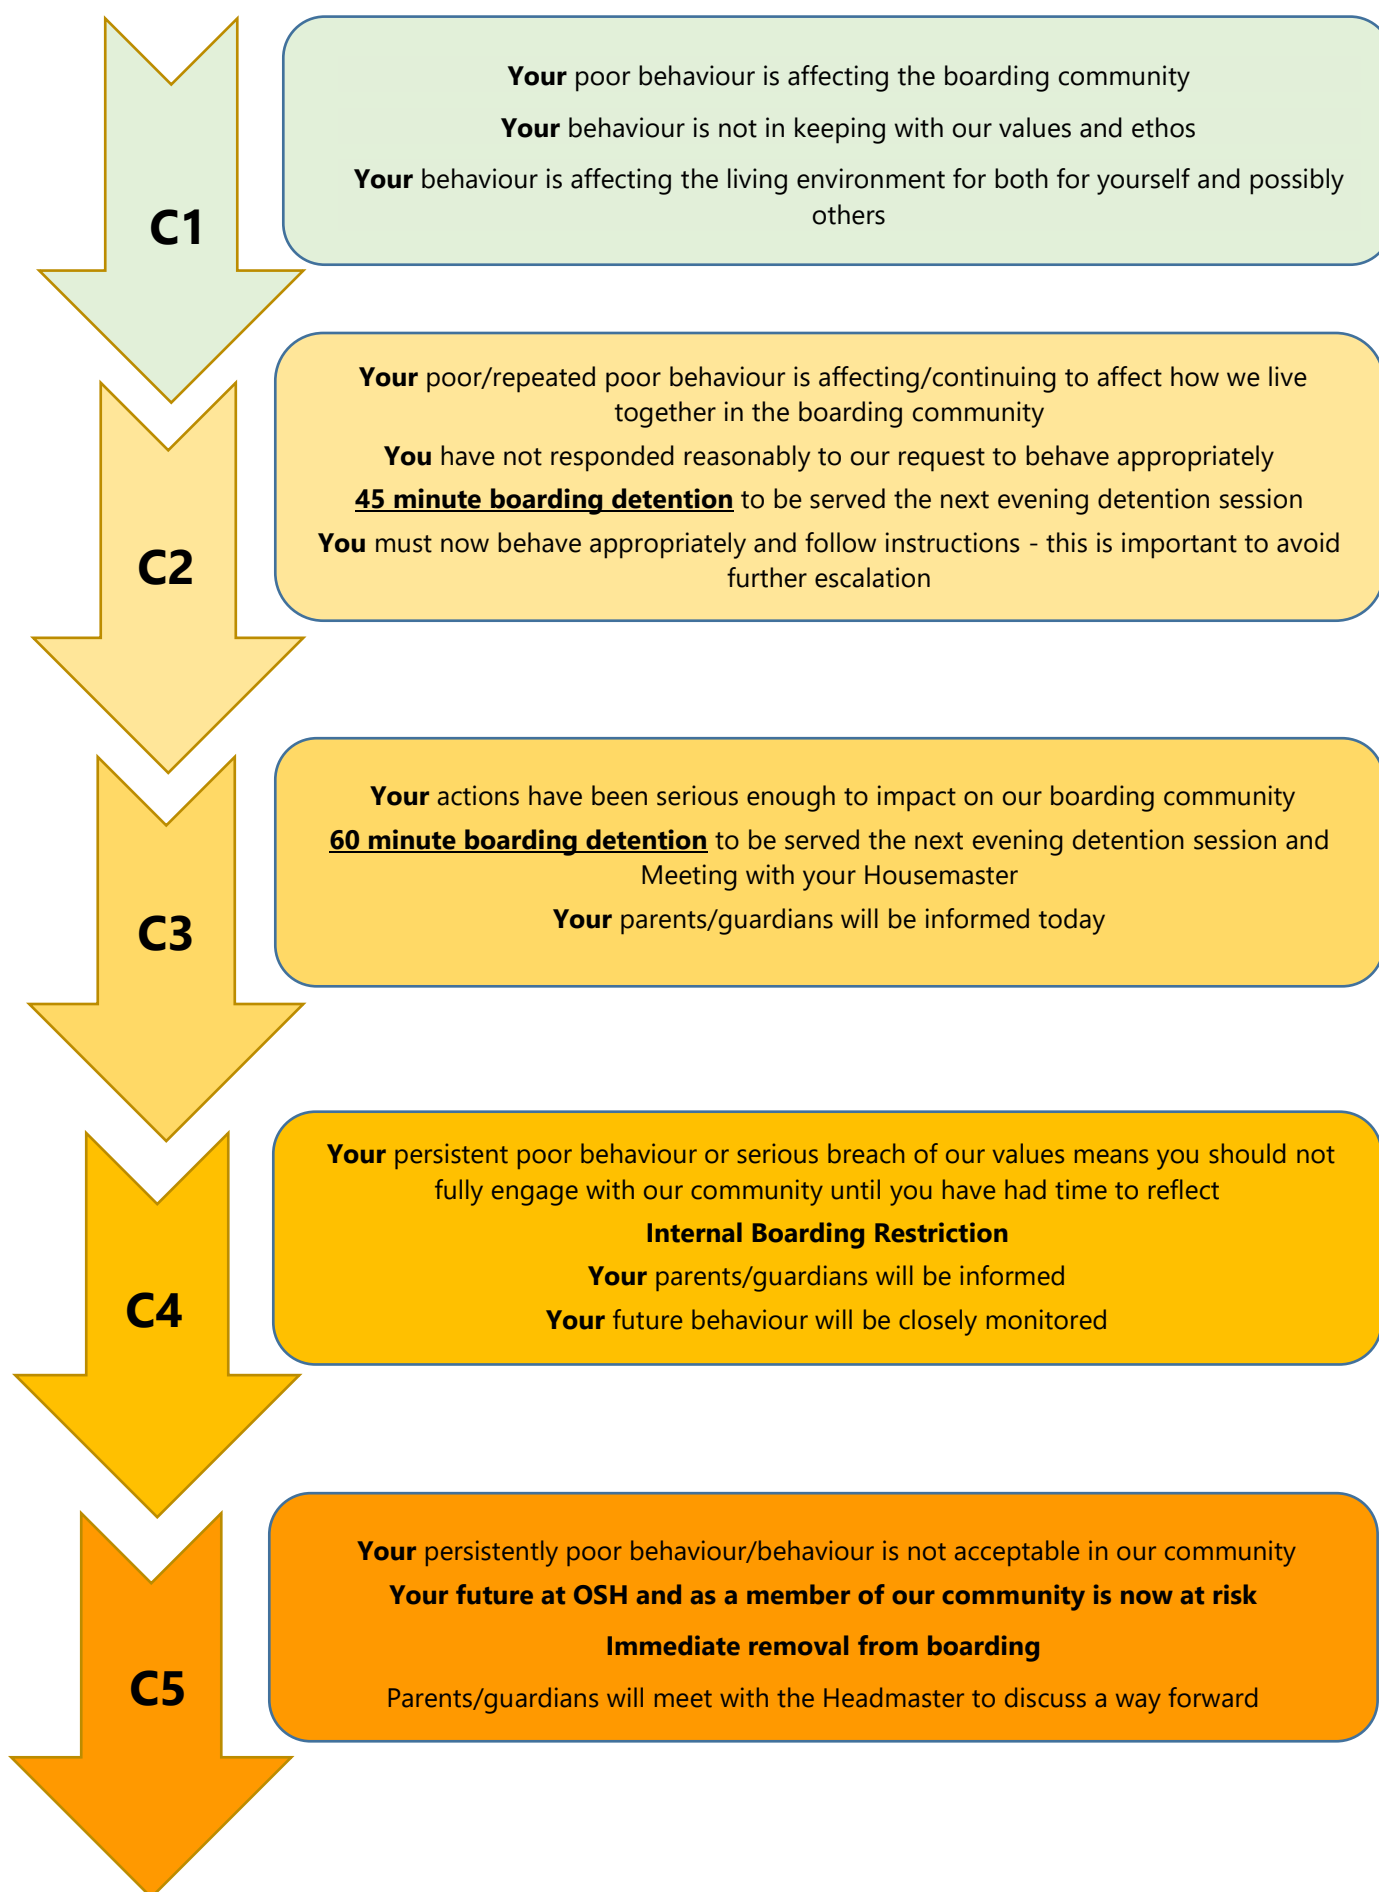 Your poor behaviour is affecting the boarding community
Your behaviour is not in keeping with our values and ethos
Your behaviour is affecting the living environment for both for yourself and possibly
others
C1
Your poor/repeated poor behaviour is affecting/continuing to affect how we live
together in the boarding community
You have not responded reasonably to our request to behave appropriately
45 minute boarding detention to be served the next evening detention session
You must now behave appropriately and follow instructions - this is important to avoid
further escalation
C2
Your actions have been serious enough to impact on our boarding community
60 minute boarding detention to be served the next evening detention session and
Meeting with your Housemaster
Your parents/guardians will be informed today
C3
Your persistent poor behaviour or serious breach of our values means you should not
fully engage with our community until you have had time to reflect
Internal Boarding Restriction
Your parents/guardians will be informed
Your future behaviour will be closely monitored
C4
Your persistently poor behaviour/behaviour is not acceptable in our community
Your future at OSH and as a member of our community is now at risk
Immediate removal from boarding
Parents/guardians will meet with the Headmaster to discuss a way forward
C5